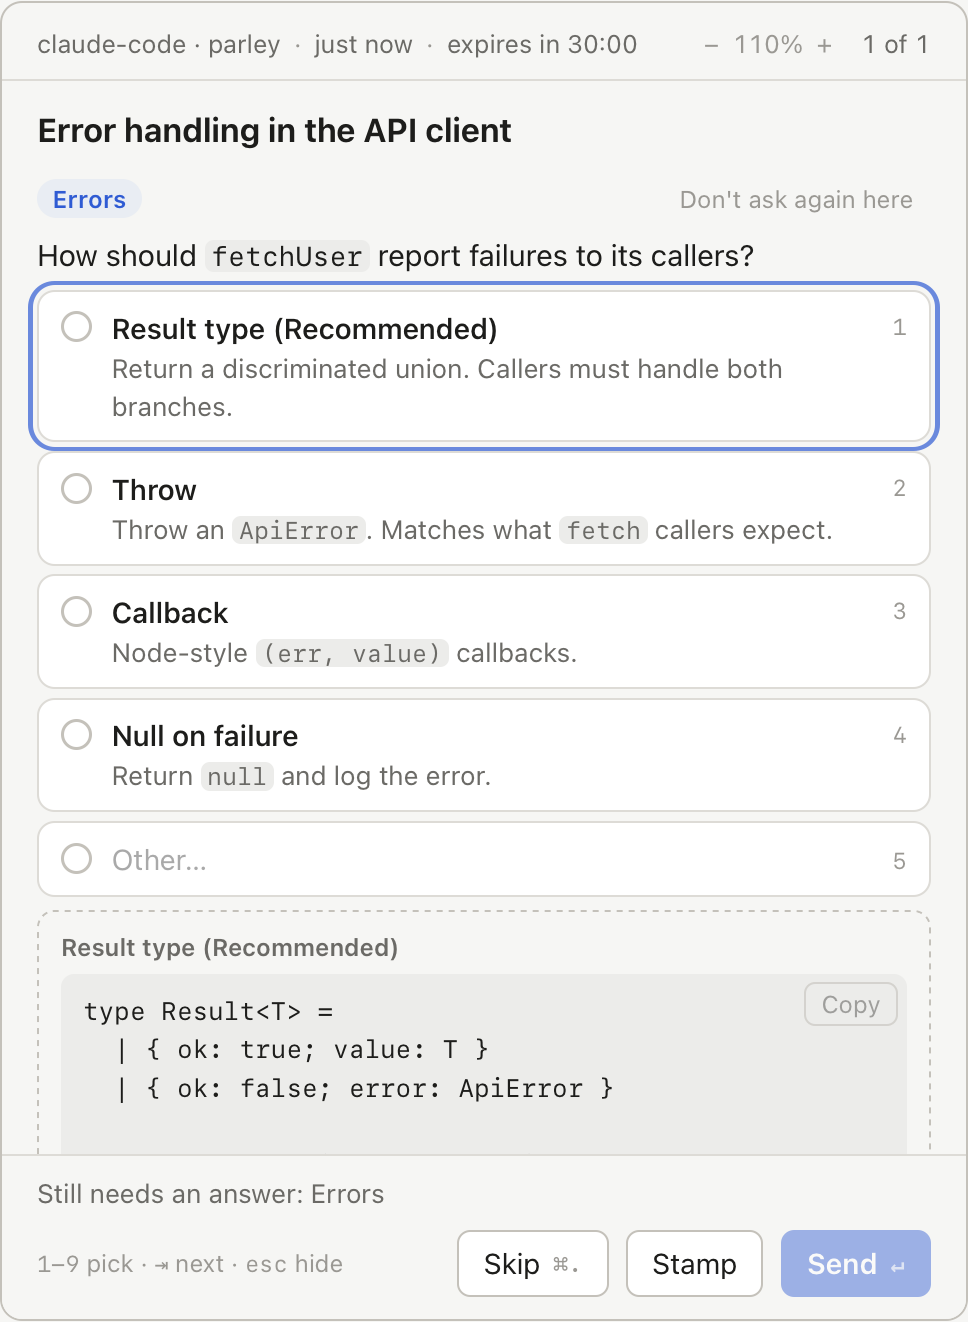 claude-code · parley · just now · expires in 30:00 − 110% + 1 of 1
Error handling in the API client
Errors Don't ask again here
How should fetchUser report failures to its callers?
Result type (Recommended) 1
Return a discriminated union. Callers must handle both
branches.
Throw 2
Throw an ApiError. Matches what fetch callers expect.
Callback 3
Node-style (err, value) callbacks.
Null on failure 4
Return null and log the error.
Other... 5
Result type (Recommended)
Copy
type Result<T> =
  | { ok: true; value: T }
  | { ok: false; error: ApiError }
Still needs an answer: Errors
1–9 pick · ⇥ next · esc hide Skip ⌘. Stamp Send ↵